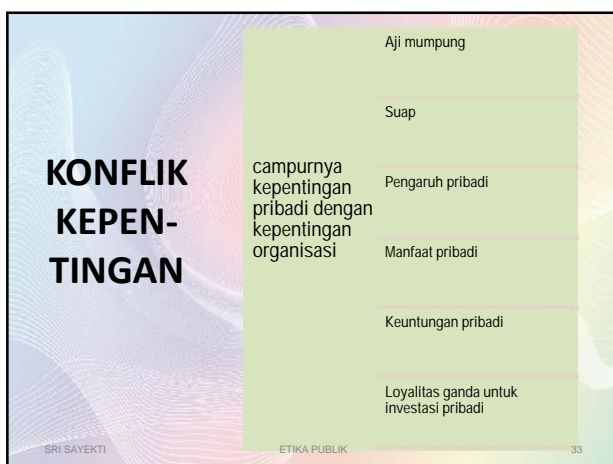 KONFLIK
KEPEN-
TINGAN
campurnya
kepentingan
pribadi dengan
kepentingan
organisasi
Aji mumpung
Suap
Pengaruh pribadi
Manfaat pribadi
Keuntungan pribadi
Loyalitas ganda untuk
investasi pribadi
SRI SAYEKTI
ETIKA PUBLIK
33